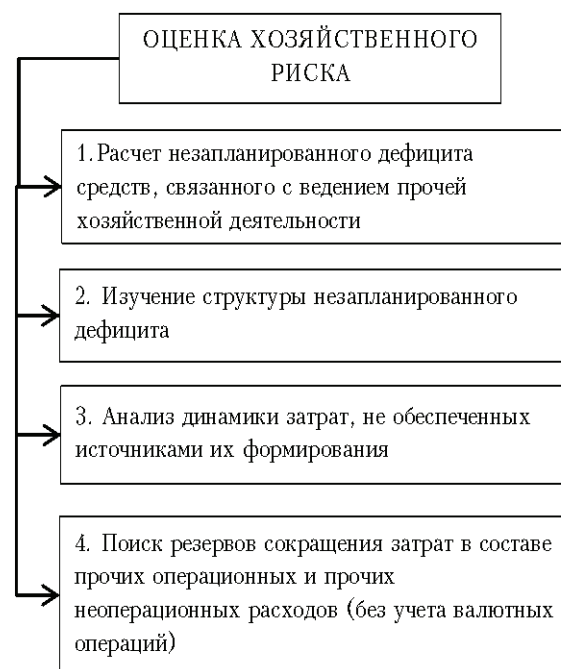 ОЦЕНКА ХОЗЯЙСТВЕННОГО
РИСКА
1.Расчет незапланированного дефицита
средств, связанного с ведением прочей
хозяйственной деятельности
2. Изучение структуры незапланированного
дефицита
3. Анализ динамики затрат, не обеспеченных
источниками их формирования
4. Поиск резервов сокращения затрат в составе
прочих операционных и прочих
неоперационных расходов (без учета валютных
операций)